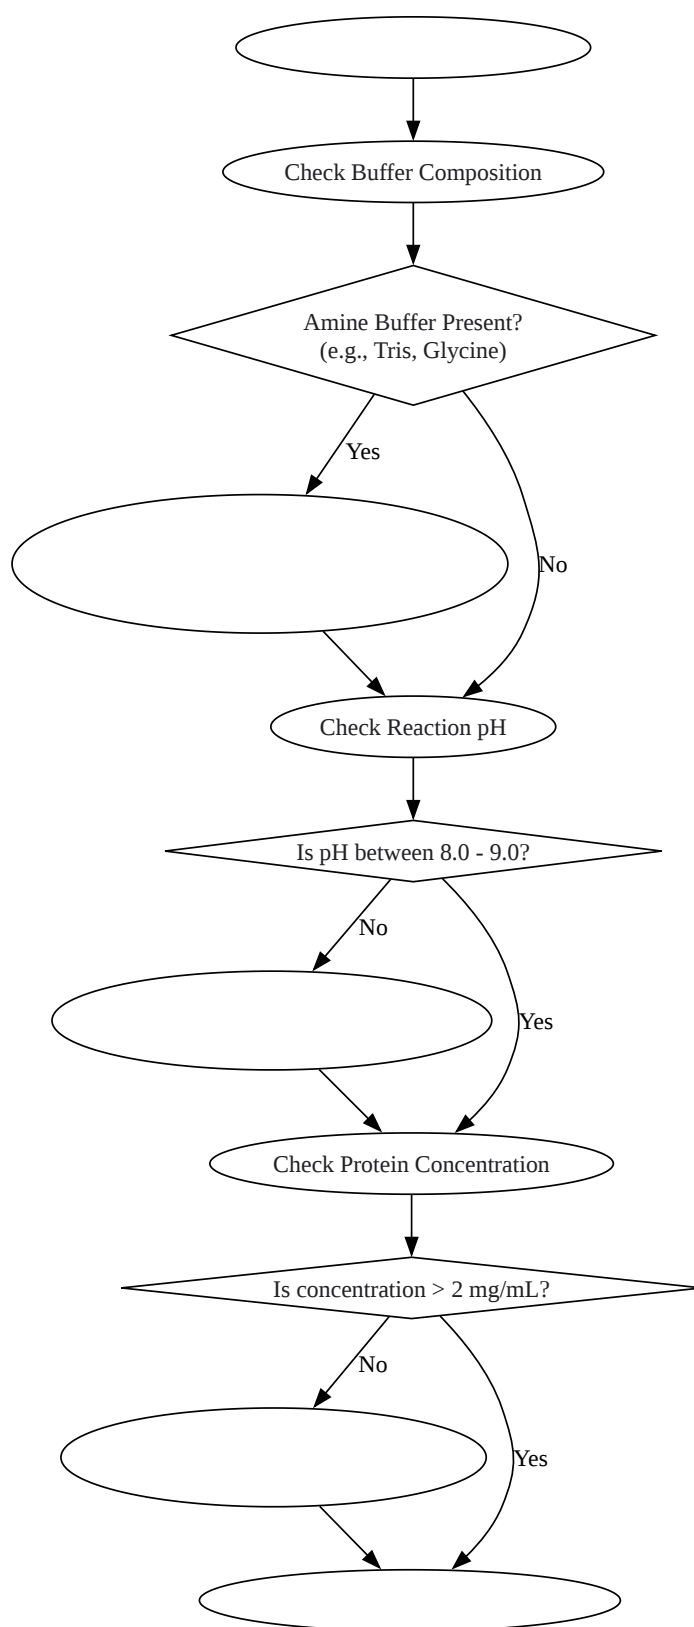 Check Buffer Composition
Amine Buffer Present?
(e.g., Tris, Glycine)
Yes
No
Check Reaction pH
Is pH between 8.0 - 9.0?
No
Yes
Check Protein Concentration
Is concentration > 2 mg/mL?
No
Yes